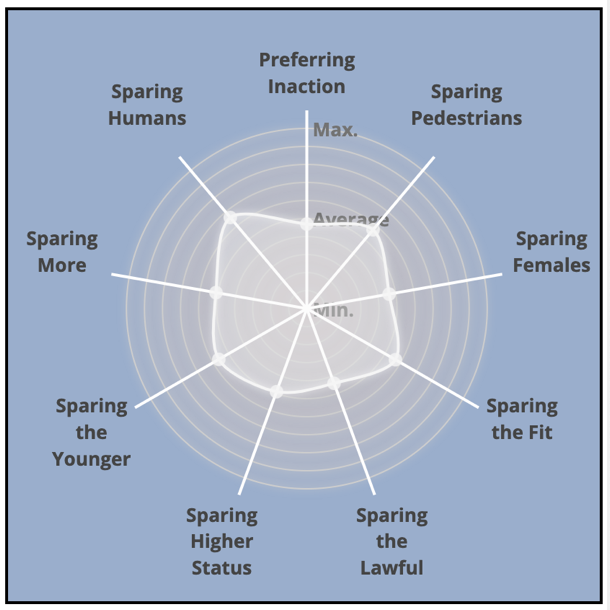 Preferring
Inaction
Sparing
Humans
Sparing
Pedestrians
Max.
Average
Min.
Sparing
More
Sparing
Females
Sparing
the
Younger
Sparing
the Fit
Sparing
Higher
Status
Sparing
the
Lawful